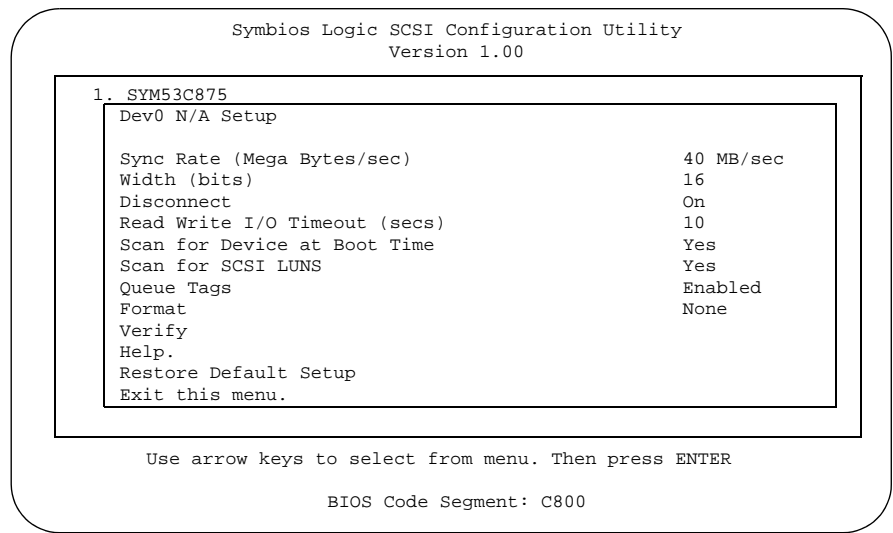 Symbios Logic SCSI Configuration Utility
Version 1.00
1. SYM53C875
Dev0 N/A Setup
Sync Rate (Mega Bytes/sec) 40 MB/sec
Width (bits) 16
Disconnect On
Read Write I/O Timeout (secs) 10
Scan for Device at Boot Time Yes
Scan for SCSI LUNS Yes
Queue Tags Enabled
Format None
Verify
Help.
Restore Default Setup
Exit this menu.
Use arrow keys to select from menu. Then press ENTER
BIOS Code Segment: C800